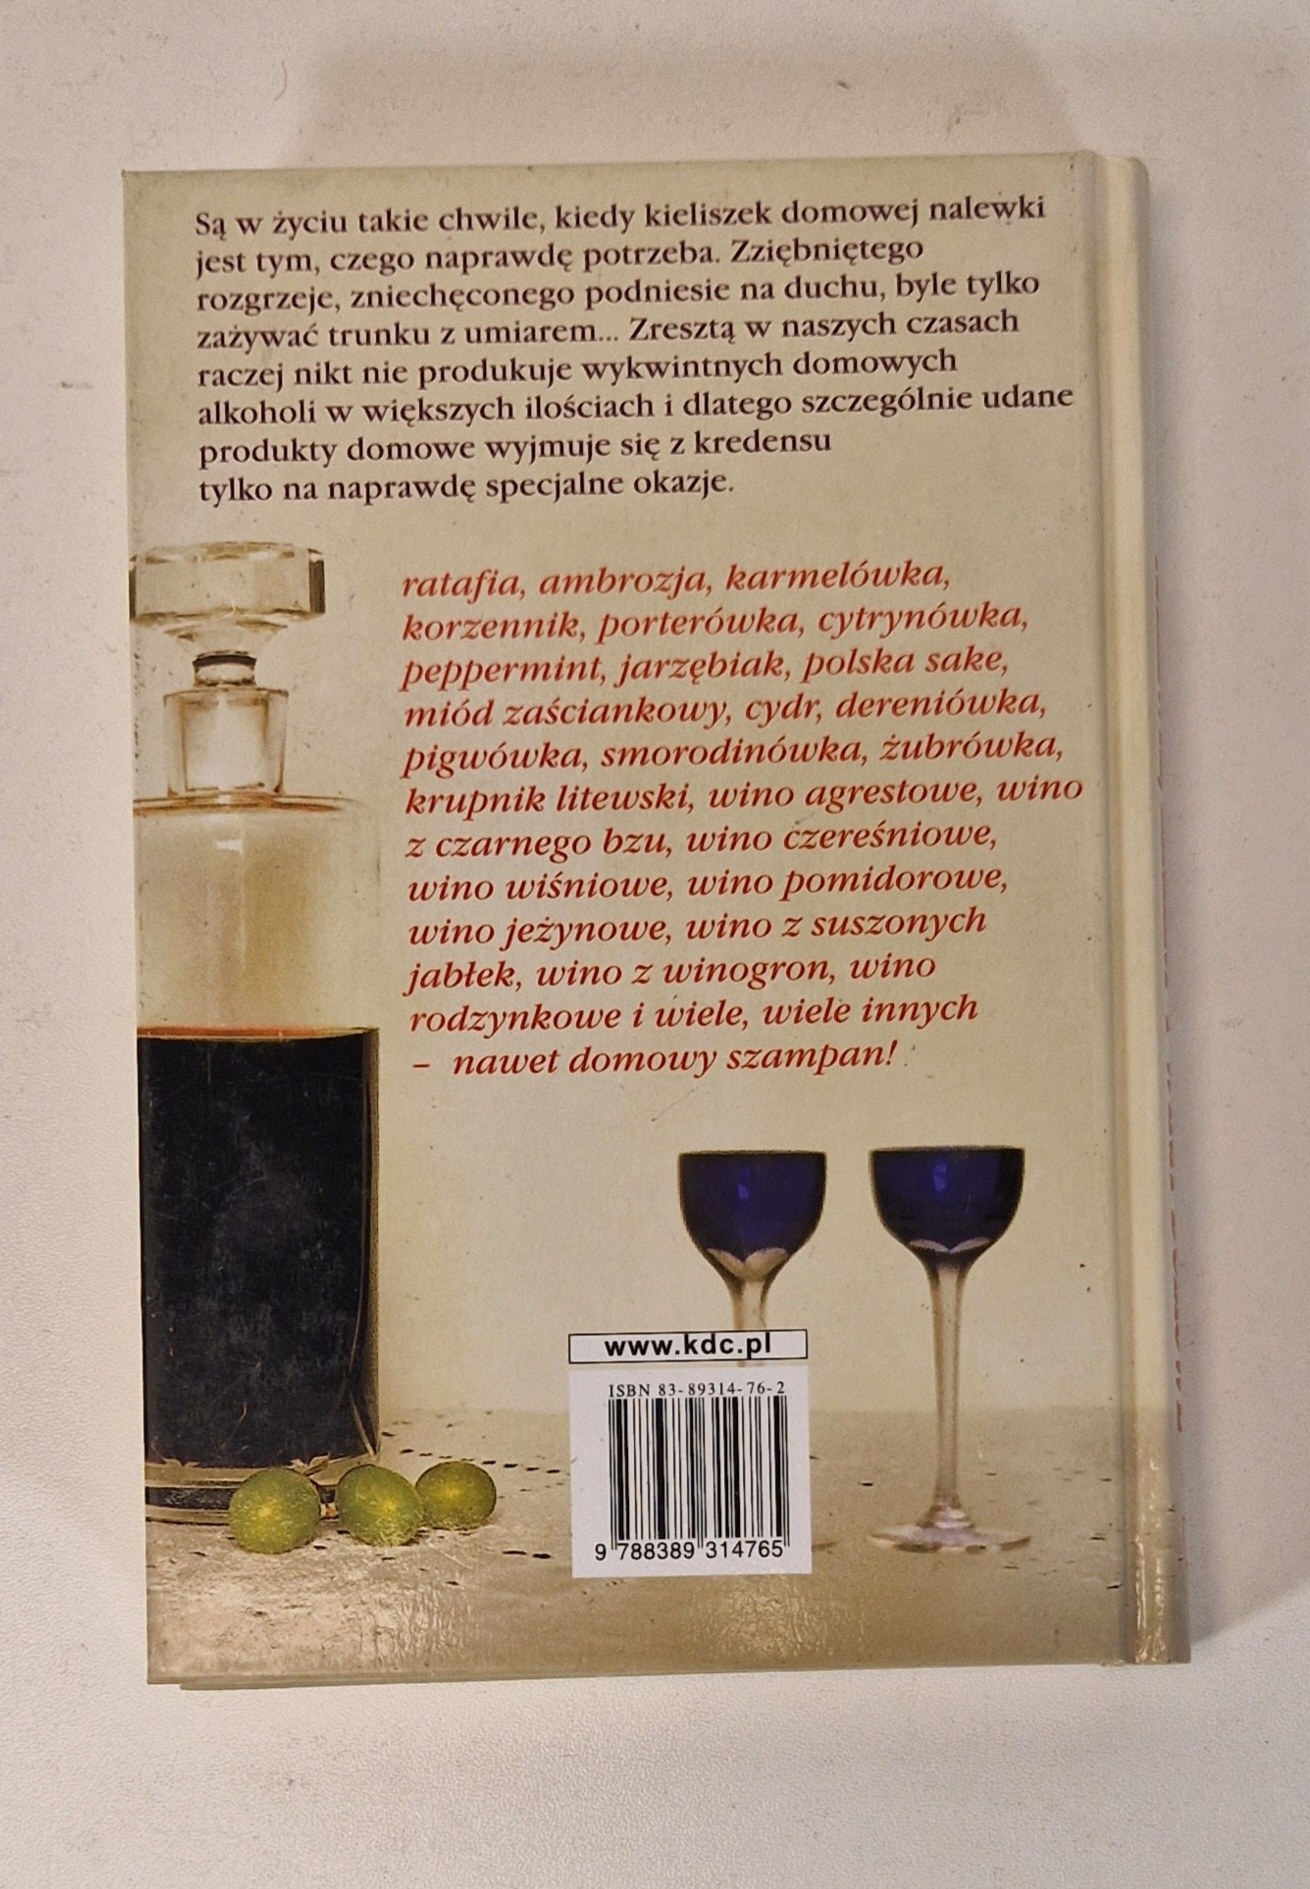 Są w życiu takie chwile, kiedy kieliszek domowej nalewki
jest tym, czego naprawdę potrzeba. Zziębniętego
rozgrzeje, zniechęconego podniesie na duchu, byle tylko
zażywać trunku z umiarem... Zresztą w naszych czasach
raczej nikt nie produkuje wykwintnych domowych
alkoholi w większych ilościach i dlatego szczególnie udane
produkty domowe wyjmuje się z kredensu
tylko na naprawdę specjalne okazje.
ratafia, ambrozja, karmelówka,
korzennik, porterówka, cytrynówka,
peppermint, jarzębiak, polska sake,
miód zaściankowy, cydr, dereniówka,
pigwówka, smorodinówka, żubrówka,
krupnik litewski, wino agrestowe, wino
z czarnego bzu, wino czereśniowe,
wino wiśniowe, wino pomidorowe,
wino jeżynowe, wino z suszonych
jabłek, wino z winogron, wino
rodzynkowe i wiele, wiele innych
– nawet domowy szampan!
www.kdc.pl
ISBN 83-89314-76-2
9 788389 314765